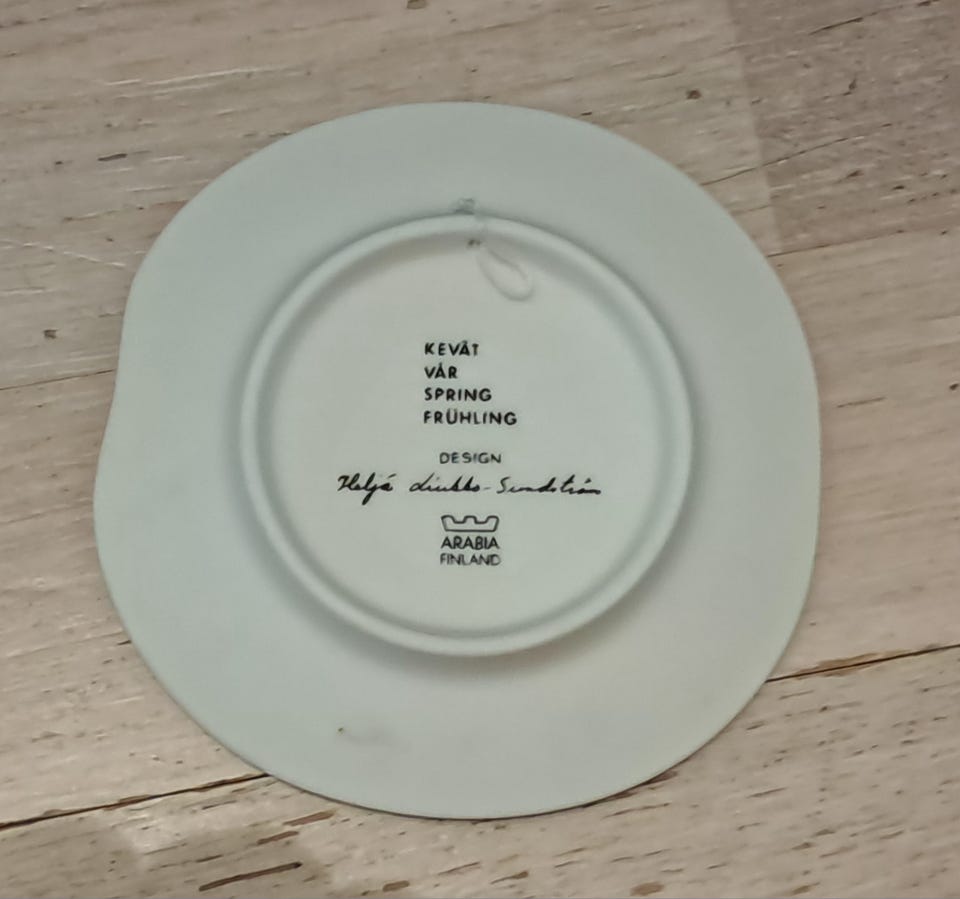 KEVÄT
VÅR
SPRING
FRÜHLING
DESIGN
Heljä Liukko-Sundström
ARABIA
FINLAND